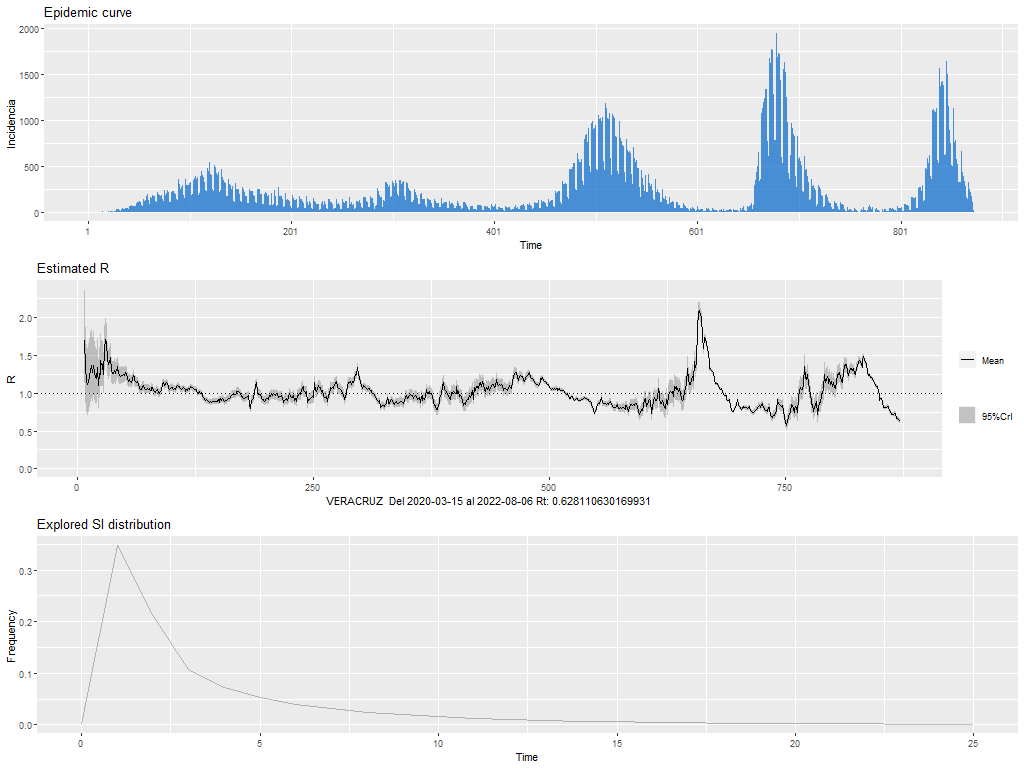 Epidemic curve
2000
1500
1000
500
0
Incidencia
1 201 401 601 801
Time
Estimated R
2.0
1.5
1.0
0.5
0.0
R
Mean
95%CrI
0 250 500 750
VERACRUZ Del 2020-03-15 al 2022-08-06 Rt: 0.628110630169931
Explored SI distribution
0.3
0.2
0.1
0.0
Frequency
0 5 10 15 20 25
Time